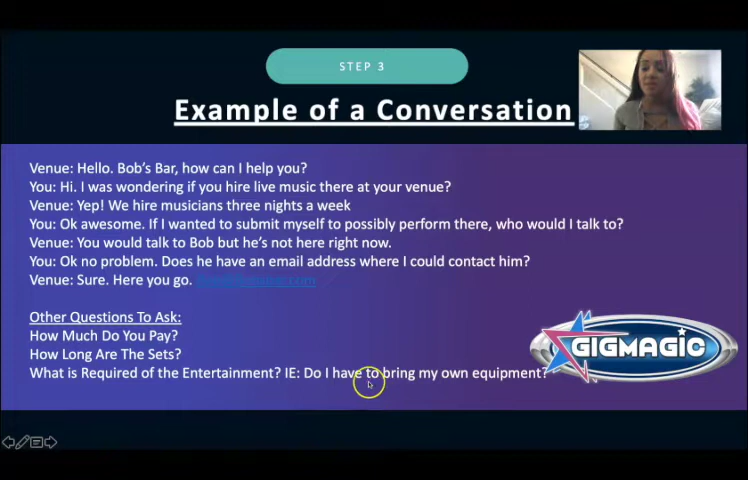 STEP 3
Example of a Conversation
Venue: Hello. Bob's Bar, how can I help you?
You: Hi. I was wondering if you hire live music there at your venue?
Venue: Yep! We hire musicians three nights a week
You: Ok awesome. If I wanted to submit myself to possibly perform there, who would I talk to?
Venue: You would talk to Bob but he's not here right now.
You: Ok no problem. Does he have an email address where I could contact him?
Venue: Sure. Here you go.
Other Questions To Ask:
How Much Do You Pay?
How Long Are The Sets?
What is Required of the Entertainment? IE: Do I have to bring my own equipment?
GIGMAGIC